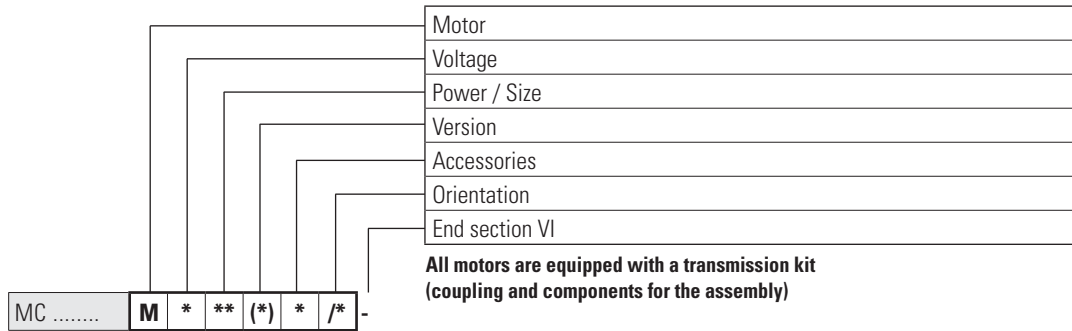 Motor
Voltage
Power / Size
Version
Accessories
Orientation
End section VI
All motors are equipped with a transmission kit
(coupling and components for the assembly)
MC ........ M * ** (*) * /* -